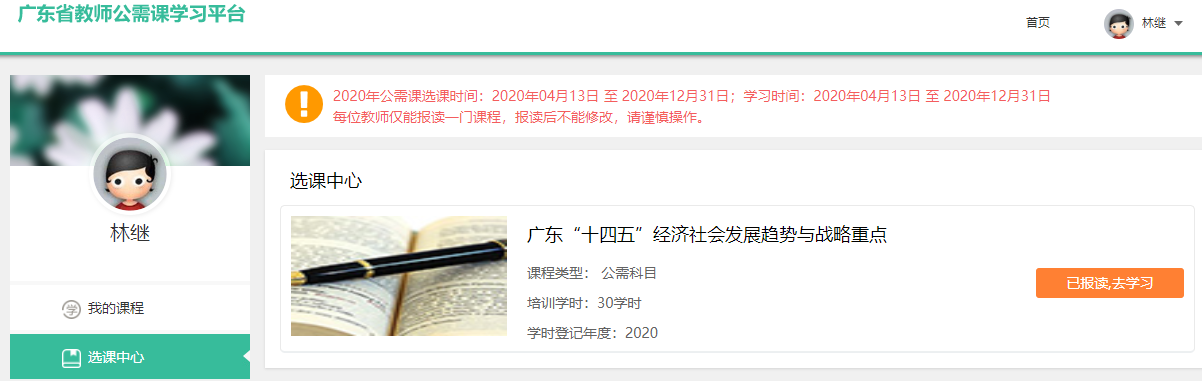 广东省教师公需课学习平台
首页
林继
2020年公需课选课时间：2020年04月13日 至 2020年12月31日；学习时间：2020年04月13日 至 2020年12月31日
每位教师仅能报读一门课程，报读后不能修改，请谨慎操作。
林继
学 我的课程
选课中心
选课中心
广东“十四五”经济社会发展趋势与战略重点
课程类型： 公需科目
培训学时：30学时
学时登记年度：2020
已报读,去学习